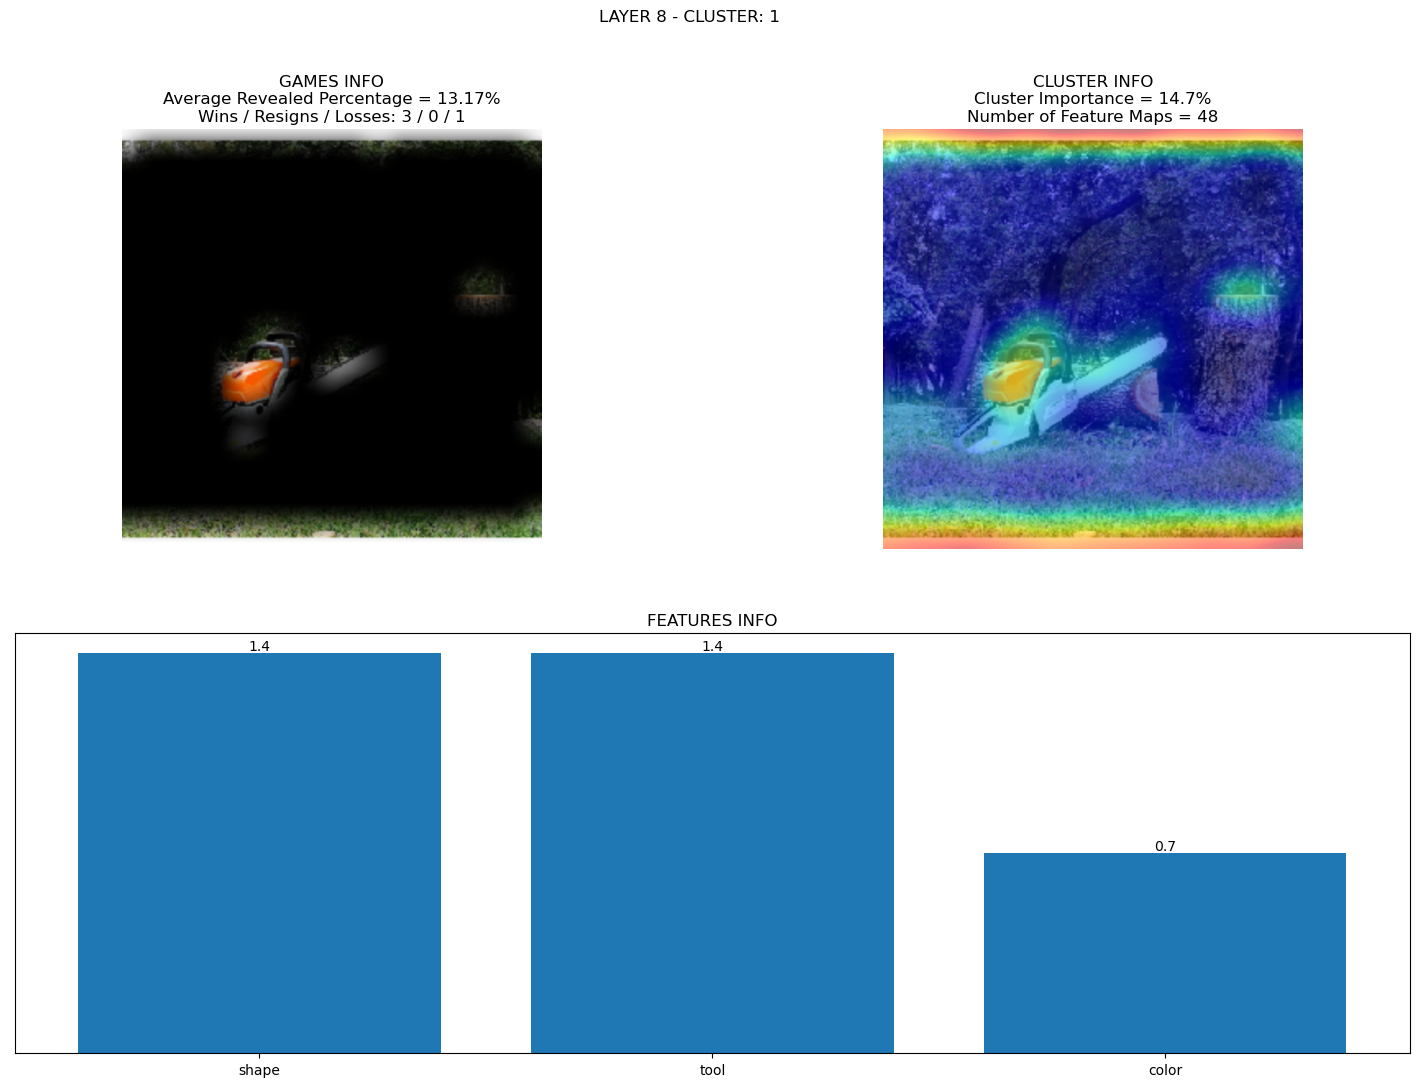 LAYER 8 - CLUSTER: 1
GAMES INFO
Average Revealed Percentage = 13.17%
Wins / Resigns / Losses: 3 / 0 / 1
CLUSTER INFO
Cluster Importance = 14.7%
Number of Feature Maps = 48
FEATURES INFO
1.4
1.4
0.7
shape
tool
color